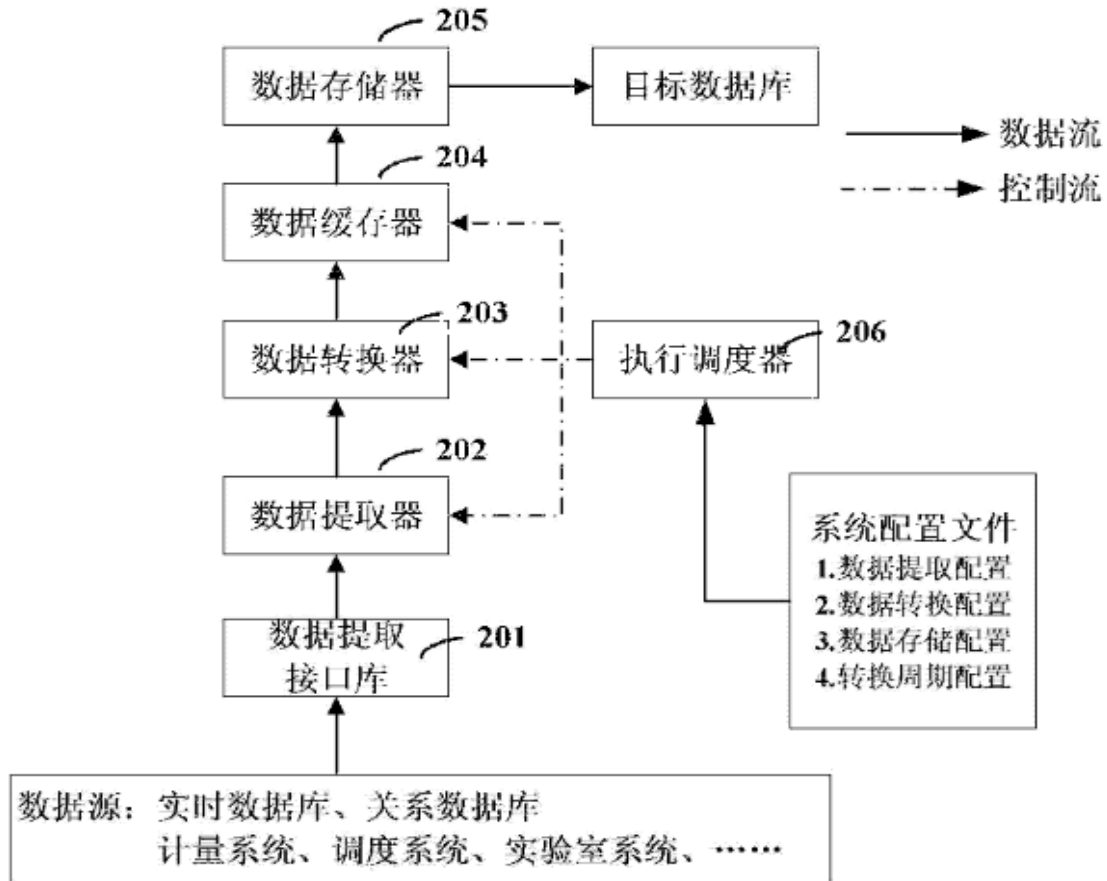 205
数据存储器
目标数据库
数据流
204
控制流
数据缓存器
203
数据转换器
执行调度器
206
202
数据提取器
系统配置文件
1.数据提取配置
2.数据转换配置
3.数据存储配置
4.转换周期配置
数据提取
接口库
201
数据源：实时数据库、关系数据库
计量系统、调度系统、实验室系统、……